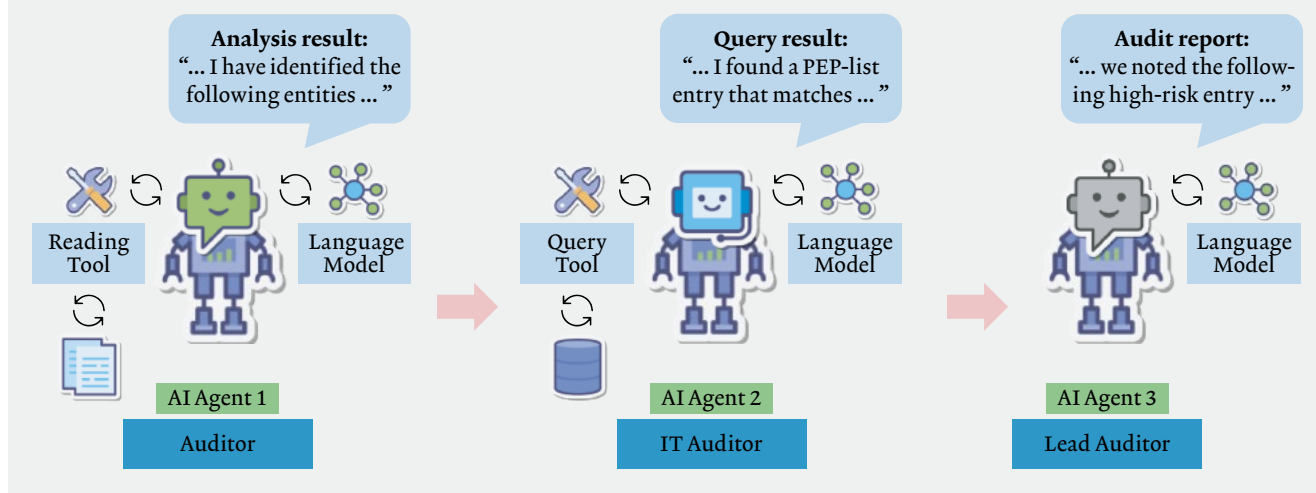 Analysis result:
“... I have identified the
following entities ... ”
Reading
Tool
Language
Model
AI Agent 1
Auditor
Query result:
“... I found a PEP-list
entry that matches ... ”
Query
Tool
Language
Model
AI Agent 2
IT Auditor
Audit report:
“... we noted the follow-
ing high-risk entry ... ”
Language
Model
AI Agent 3
Lead Auditor